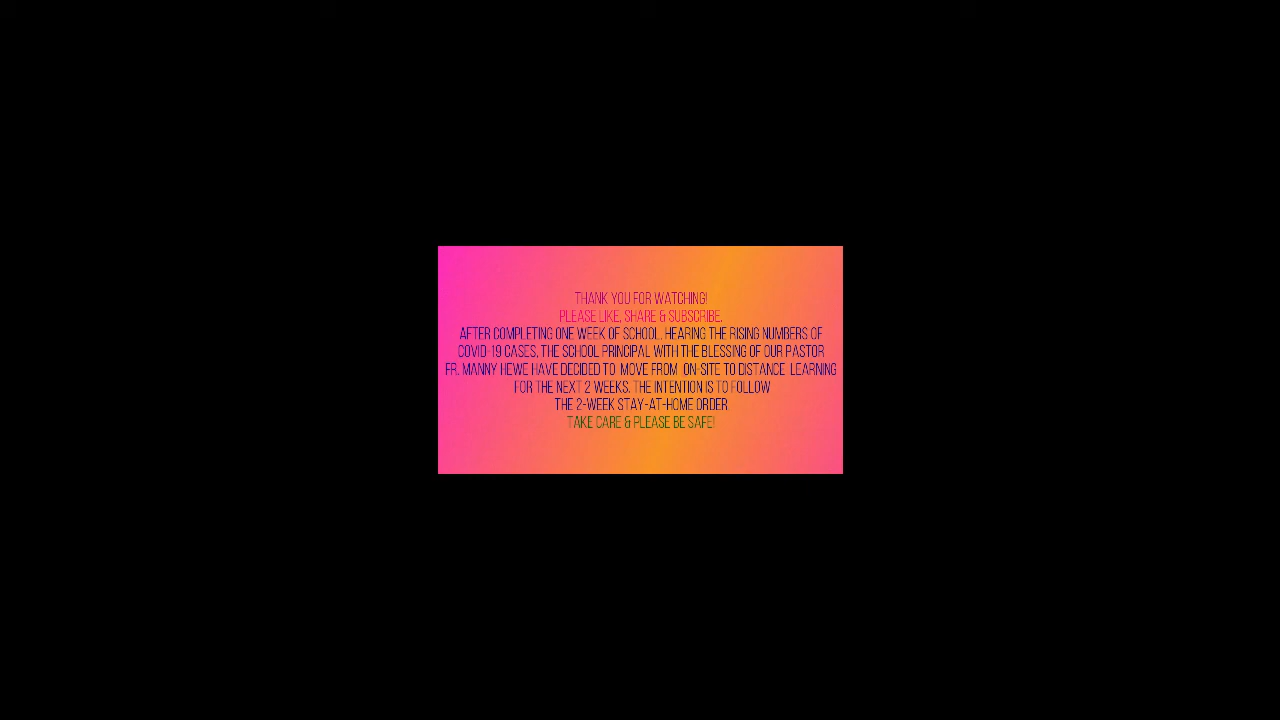 THANK YOU FOR WATCHING!
PLEASE LIKE, SHARE & SUBSCRIBE.
AFTER COMPLETING ONE WEEK OF SCHOOL, HEARING THE RISING NUMBERS OF
COVID-19 CASES, THE SCHOOL PRINCIPAL WITH THE BLESSING OF OUR PASTOR
FR. MANNY HEWE HAVE DECIDED TO MOVE FROM ON-SITE TO DISTANCE LEARNING
FOR THE NEXT 2 WEEKS. THE INTENTION IS TO FOLLOW
THE 2-WEEK STAY-AT-HOME ORDER
TAKE CARE & PLEASE BE SAFE!